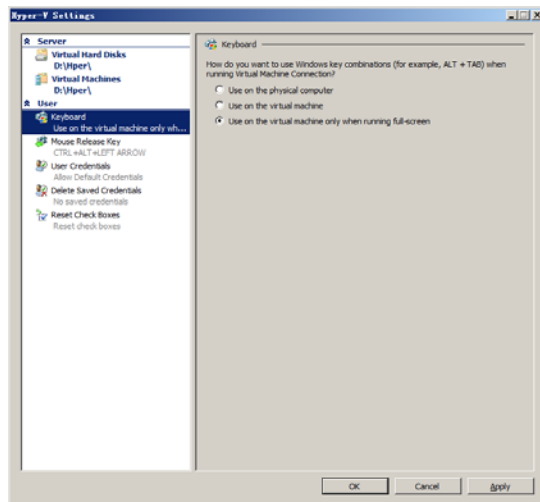 Hyper-V Settings
Server
Virtual Hard Disks
D:\Hper\
Virtual Machines
D:\Hper\
User
Keyboard
Use on the virtual machine only wh...
Mouse Release Key
CTRL+ALT+LEFT ARROW
User Credentials
Allow Default Credentials
Delete Saved Credentials
No saved credentials
Reset Check Boxes
Reset check boxes
Keyboard
How do you want to use Windows key combinations (for example, ALT + TAB) when
running Virtual Machine Connection?
Use on the physical computer
Use on the virtual machine
Use on the virtual machine only when running full-screen
OK
Cancel
Apply